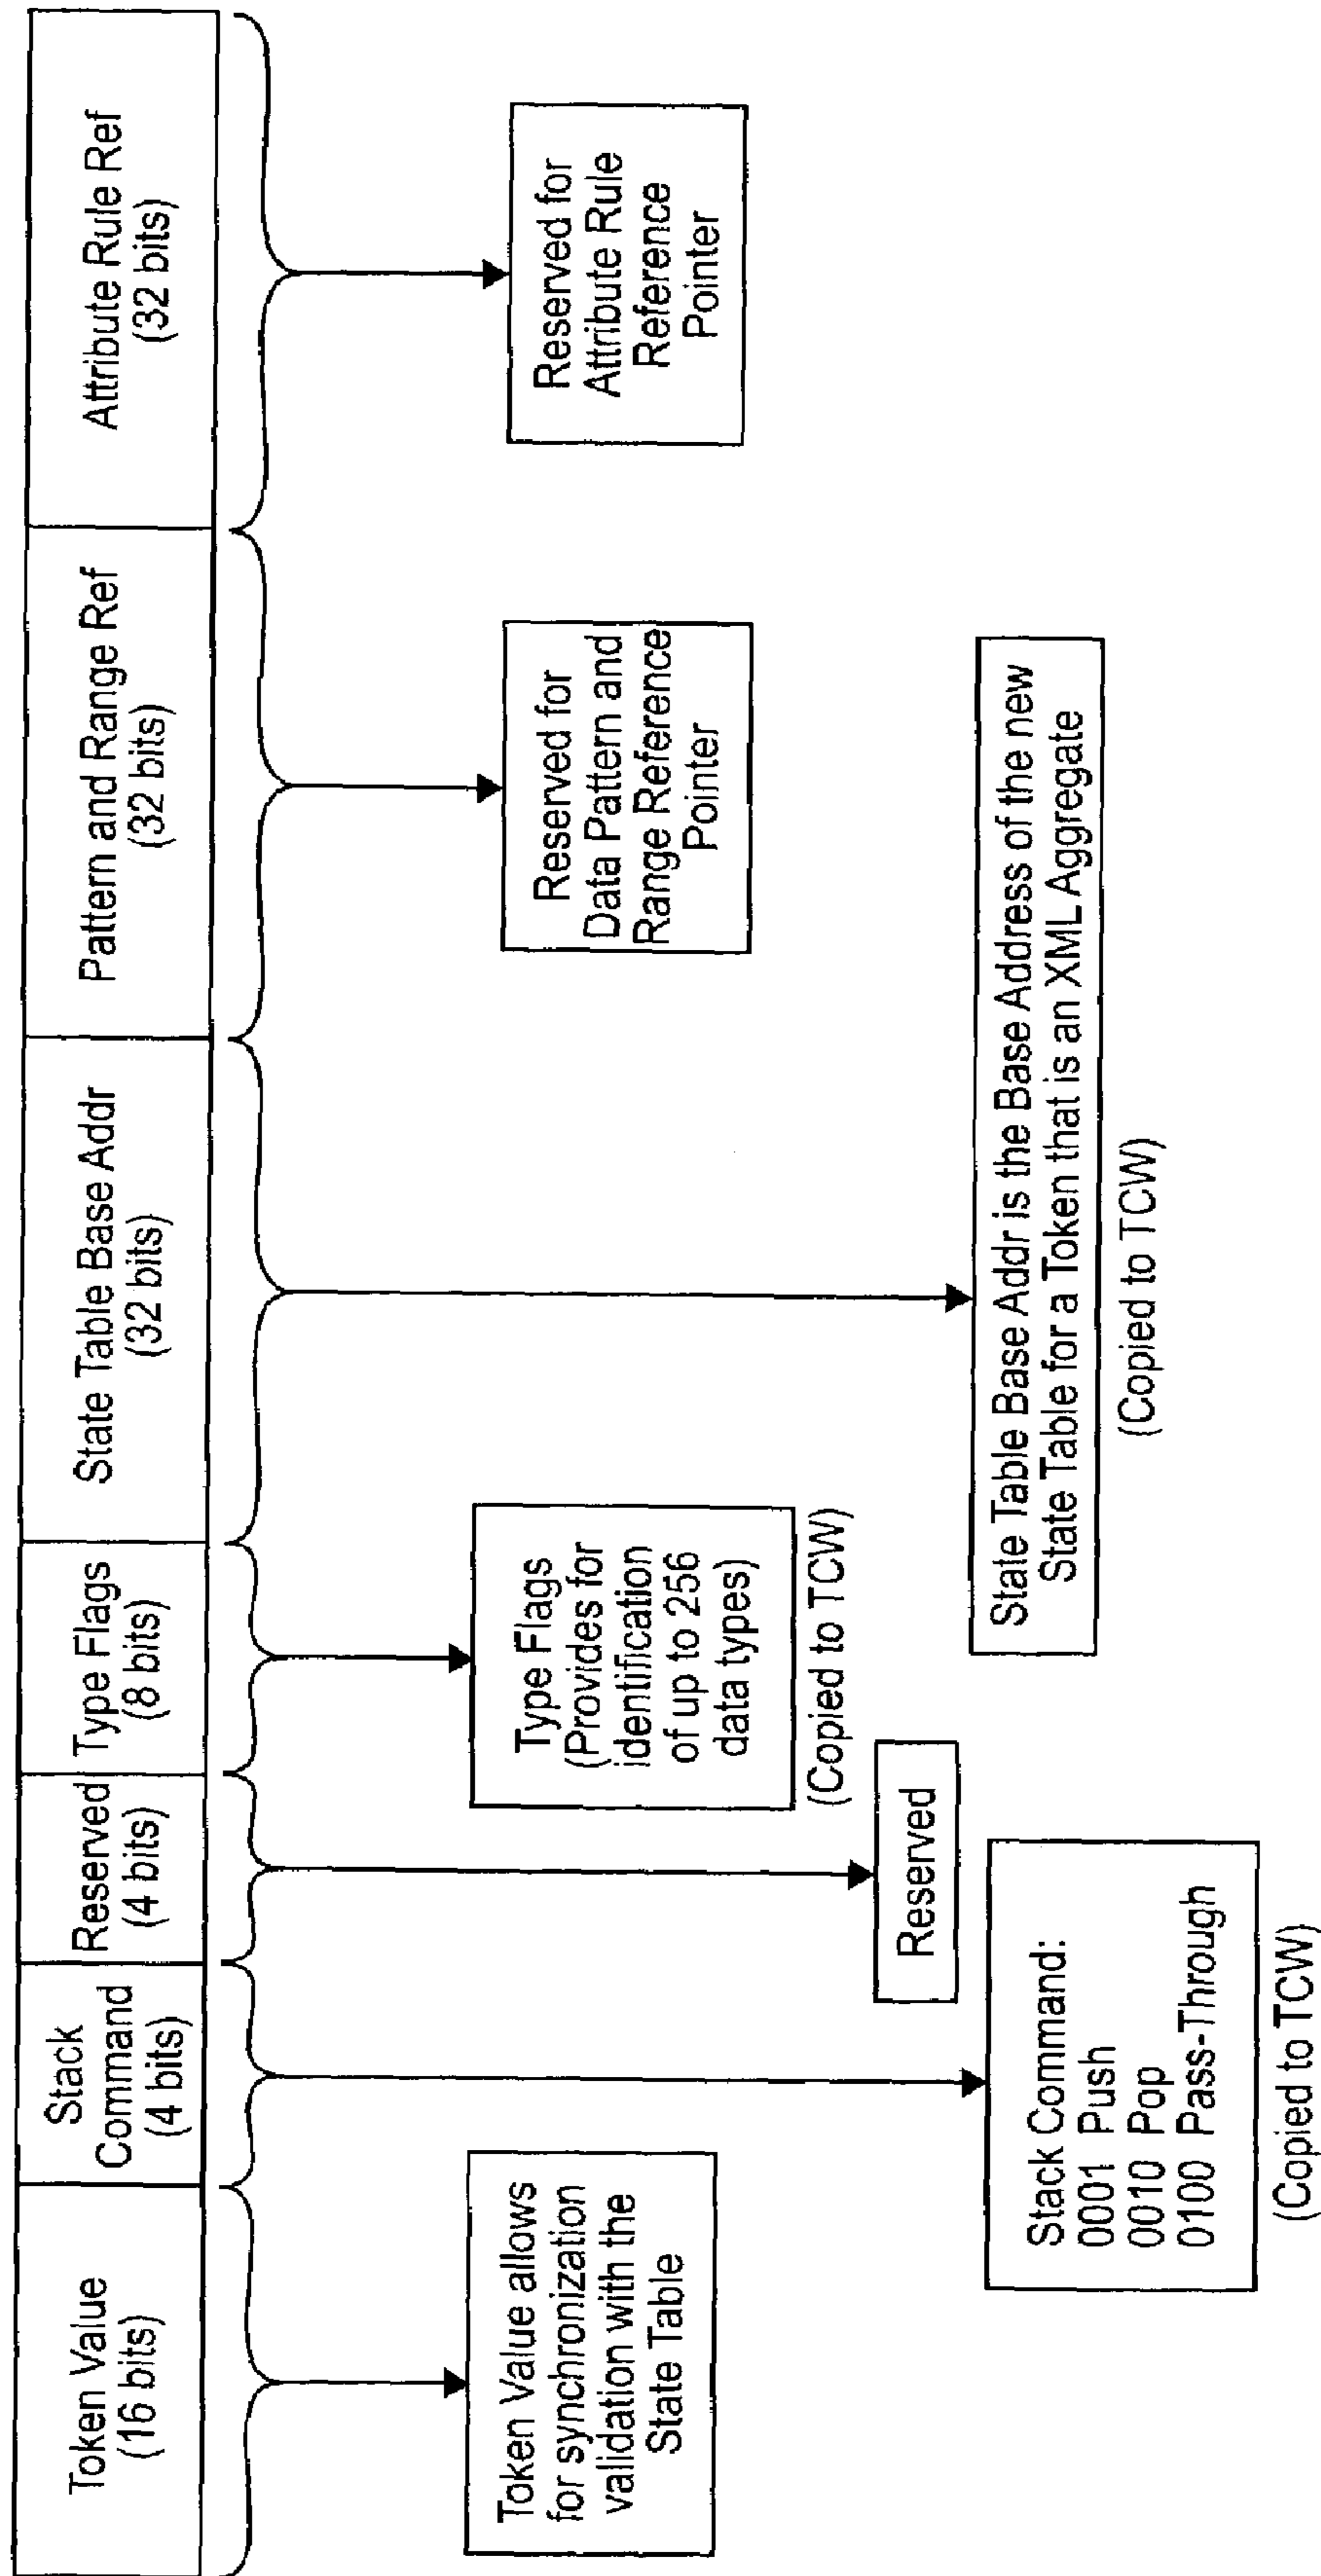 Token Value
(16 bits)
Stack
Command
(4 bits)
Reserved
(4 bits)
Type Flags
(8 bits)
State Table Base Addr
(32 bits)
Pattern and Range Ref
(32 bits)
Attribute Rule Ref
(32 bits)
Token Value allows
for synchronization
validation with the
State Table
Stack Command:
0001 Push
0010 Pop
0100 Pass-Through
(Copied to TCW)
Reserved
Type Flags
(Provides for
identification
of up to 256
data types)
(Copied to TCW)
State Table Base Addr is the Base Address of the new
State Table for a Token that is an XML Aggregate
(Copied to TCW)
Reserved for
Data Pattern and
Range Reference
Pointer
Reserved for
Attribute Rule
Reference
Pointer